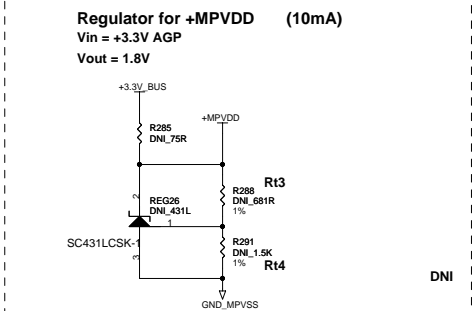 Regulator for +MPVDD (10mA)
Vin = +3.3V AGP
Vout = 1.8V
+3.3V_BUS
+MPVDD
R285
DNI_75R
Rt3
R288
DNI_681R
1%
2
REG26
DNI_431L
1
SC431LCSK-1
3
R291
DNI_1.5K
1%
Rt4
DNI
GND_MPVSS